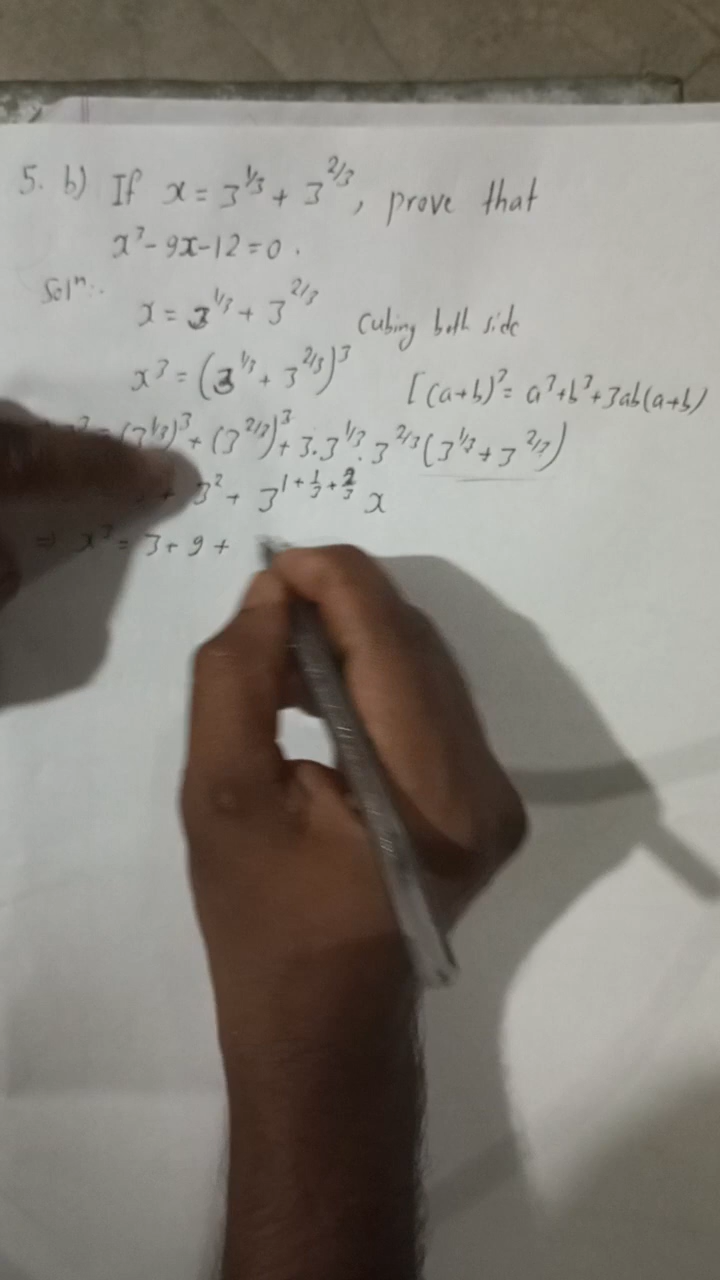 5. b) If x = 3^1/3 + 3^2/3, prove that
x³ - 9x - 12 = 0.
Solⁿ:-
x = 3^1/3 + 3^2/3 Cubing both side
x³ = (3^1/3 + 3^2/3)³ [(a+b)³ = a³+b³+3ab(a+b)
= (3^1/3)³ + (3^2/3)³ + 3.3^1/3.3^2/3(3^1/3 + 3^2/3)
+ 3² + 3^1+1/3+2/3 x
⇒ x³ = 3 + 9 +